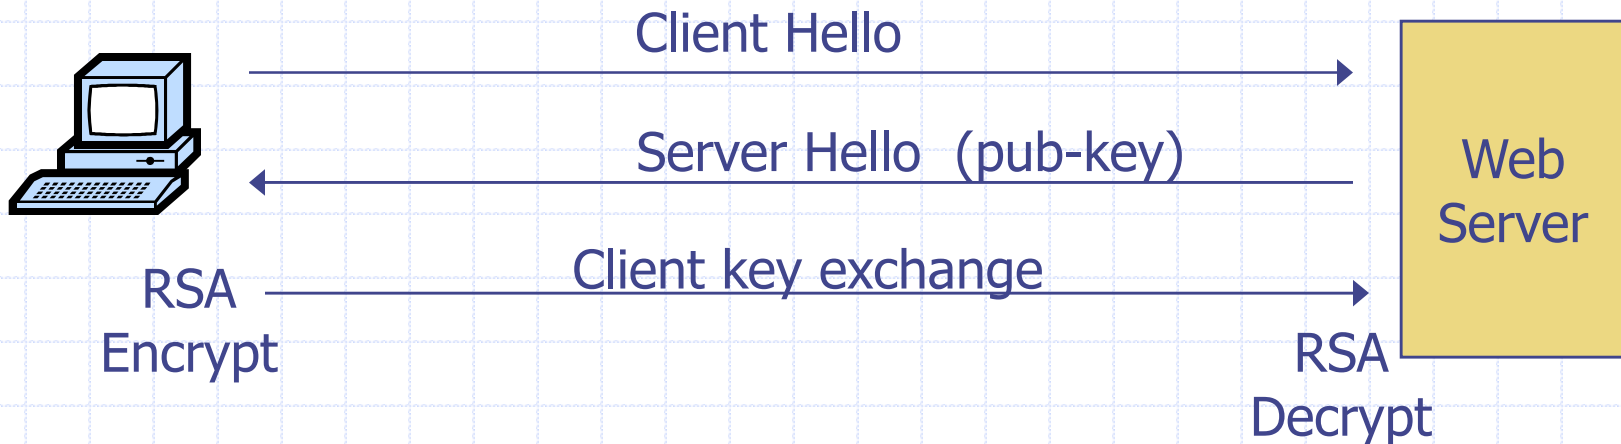 Client Hello
Server Hello (pub-key)
Web
Server
Client key exchange
RSA
Encrypt
RSA
Decrypt